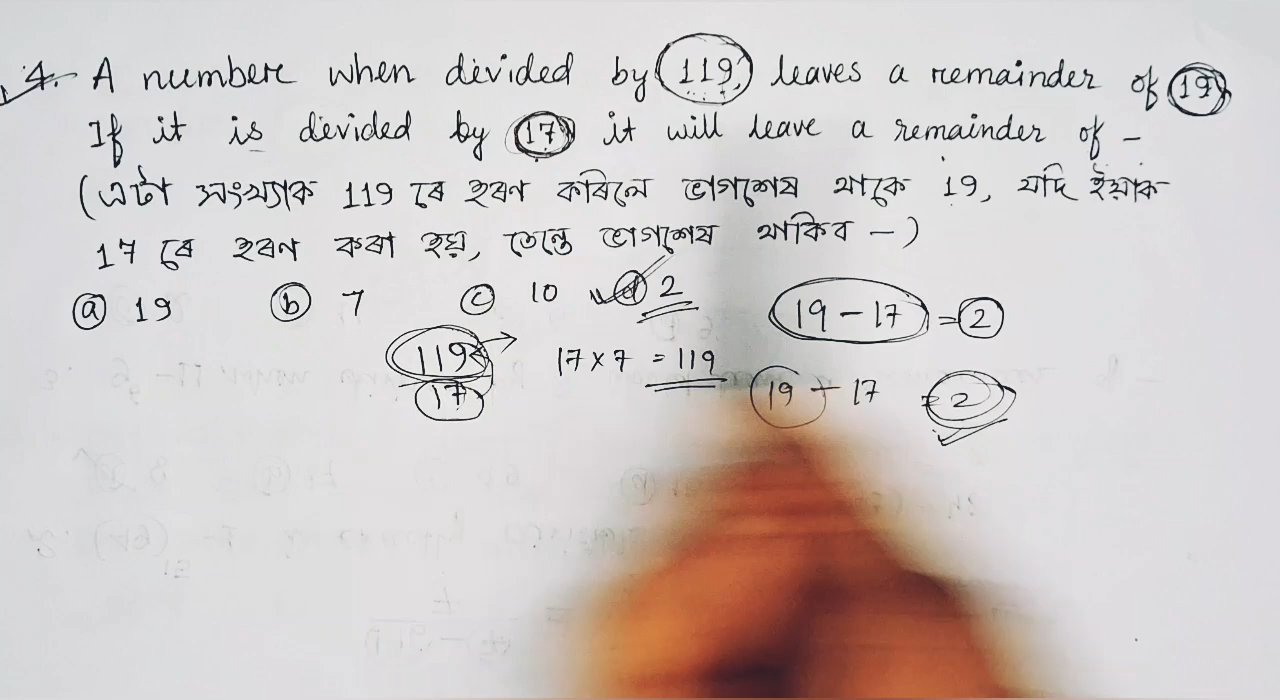 4. A number when divided by 119 leaves a remainder of 19
If it is divided by 17 it will leave a remainder of -
(এটা সংখ্যাক 119 ৰে হৰণ কৰিলে ভাগশেষ থাকে 19, যদি ইয়াক
17 ৰে হৰণ কৰা হয়, তেন্তে ভাগশেষ থাকিব - )
ⓐ 19 ⓑ 7 ⓒ 10 ⓓ 2
19 - 17 = 2
119
17
17 x 7 = 119
19 - 17 = 2